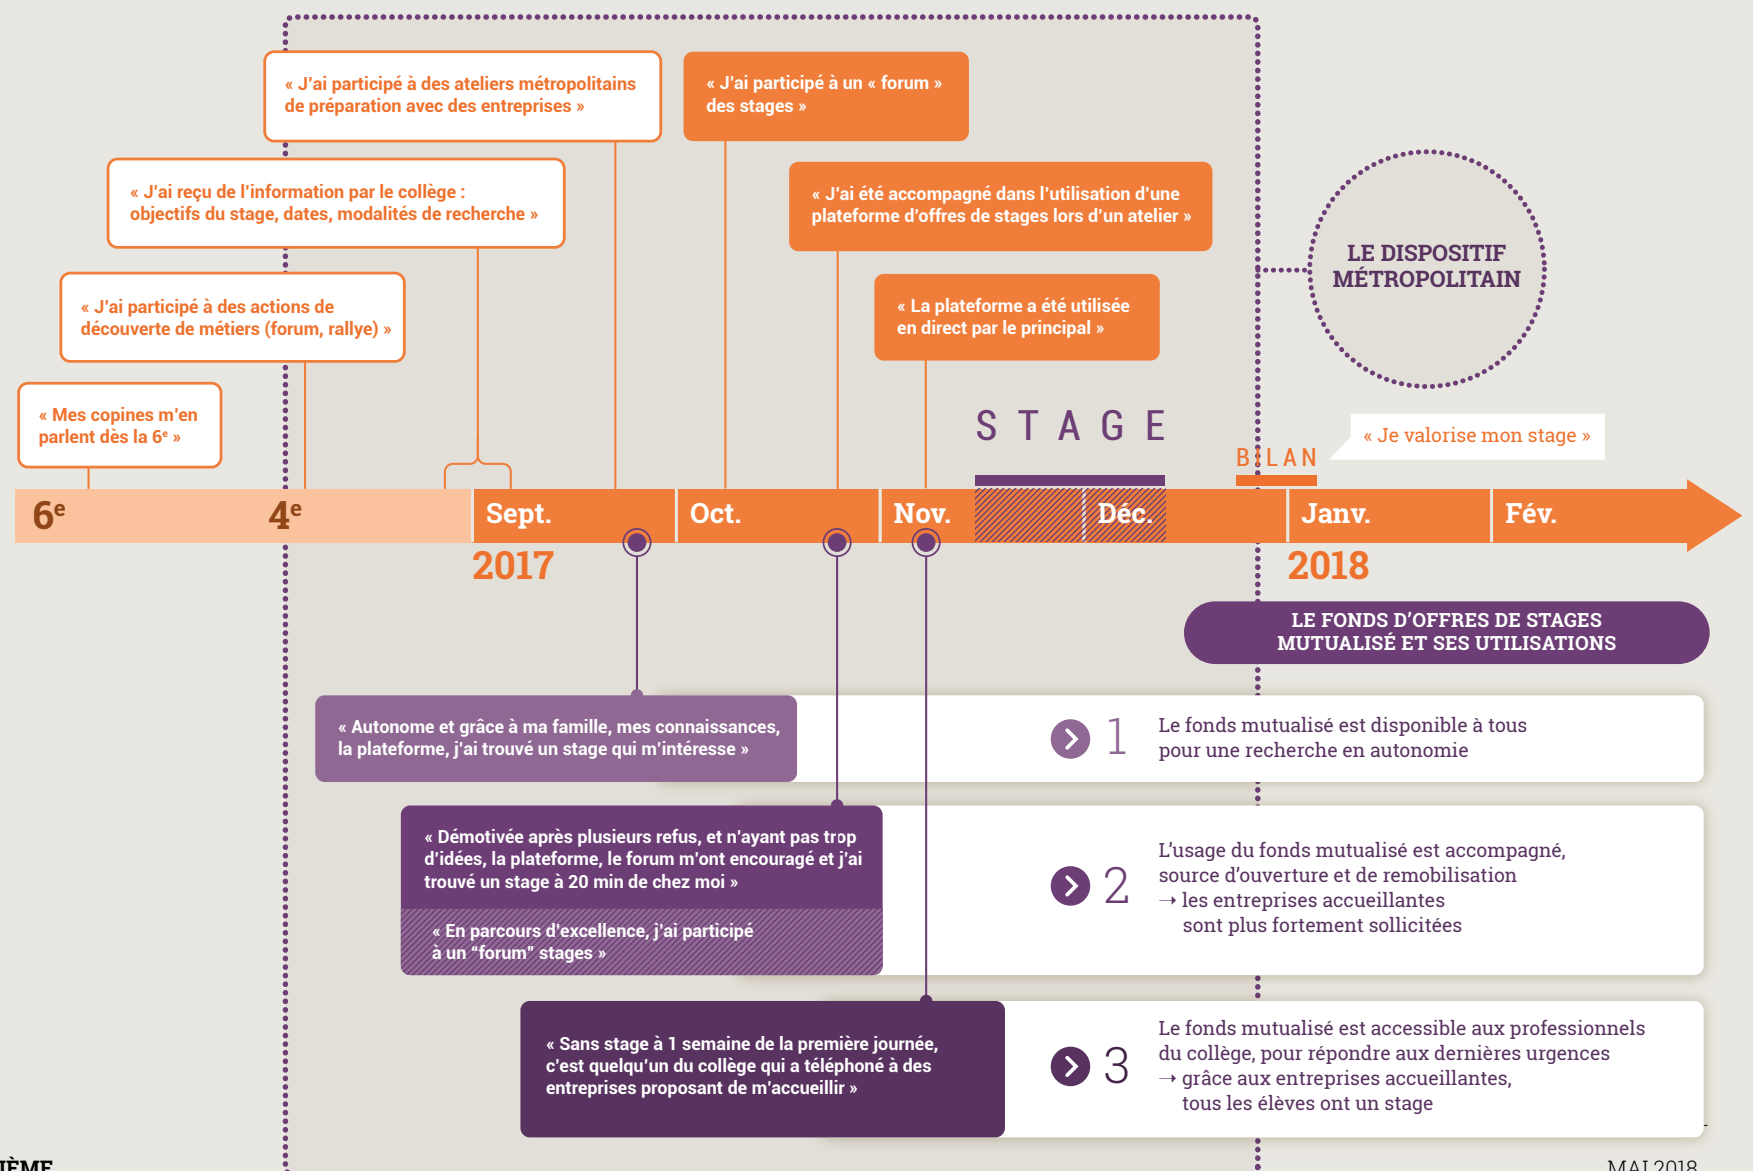 « J'ai participé à des ateliers métropolitains
de préparation avec des entreprises »
« J'ai participé à un « forum »
des stages »
« J'ai reçu de l'information par le collège :
objectifs du stage, dates, modalités de recherche »
« J'ai été accompagné dans l'utilisation d'une
plateforme d'offres de stages lors d'un atelier »
LE DISPOSITIF
MÉTROPOLITAIN
« J'ai participé à des actions de
découverte de métiers (forum, rallye) »
« La plateforme a été utilisée
en direct par le principal »
« Mes copines m'en
parlent dès la 6e »
STAGE
BILAN
« Je valorise mon stage »
6e
4e
Sept.
Oct.
Nov.
Déc.
Janv.
Fév.
2017
2018
LE FONDS D'OFFRES DE STAGES
MUTUALISÉ ET SES UTILISATIONS
« Autonome et grâce à ma famille, mes connaissances,
la plateforme, j'ai trouvé un stage qui m'intéresse »
1
Le fonds mutualisé est disponible à tous
pour une recherche en autonomie
« Démotivée après plusieurs refus, et n'ayant pas trop
d'idées, la plateforme, le forum m'ont encouragé et j'ai
trouvé un stage à 20 min de chez moi »
« En parcours d'excellence, j'ai participé
à un “forum” stages »
2
L'usage du fonds mutualisé est accompagné,
source d'ouverture et de remobilisation
→ les entreprises accueillantes
sont plus fortement sollicitées
« Sans stage à 1 semaine de la première journée,
c'est quelqu'un du collège qui a téléphoné à des
entreprises proposant de m'accueillir »
3
Le fonds mutualisé est accessible aux professionnels
du collège, pour répondre aux dernières urgences
→ grâce aux entreprises accueillantes,
tous les élèves ont un stage
MAI 2018